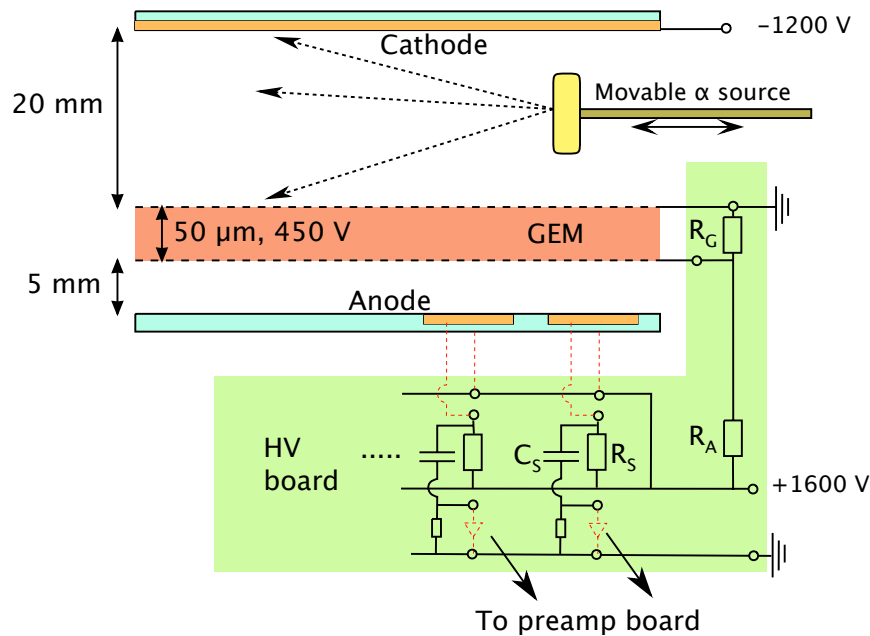 –1200 V
Cathode
20 mm
Movable α source
50 µm, 450 V
GEM
R_G
5 mm
Anode
HV
board
.....
C_S
R_S
R_A
+1600 V
To preamp board